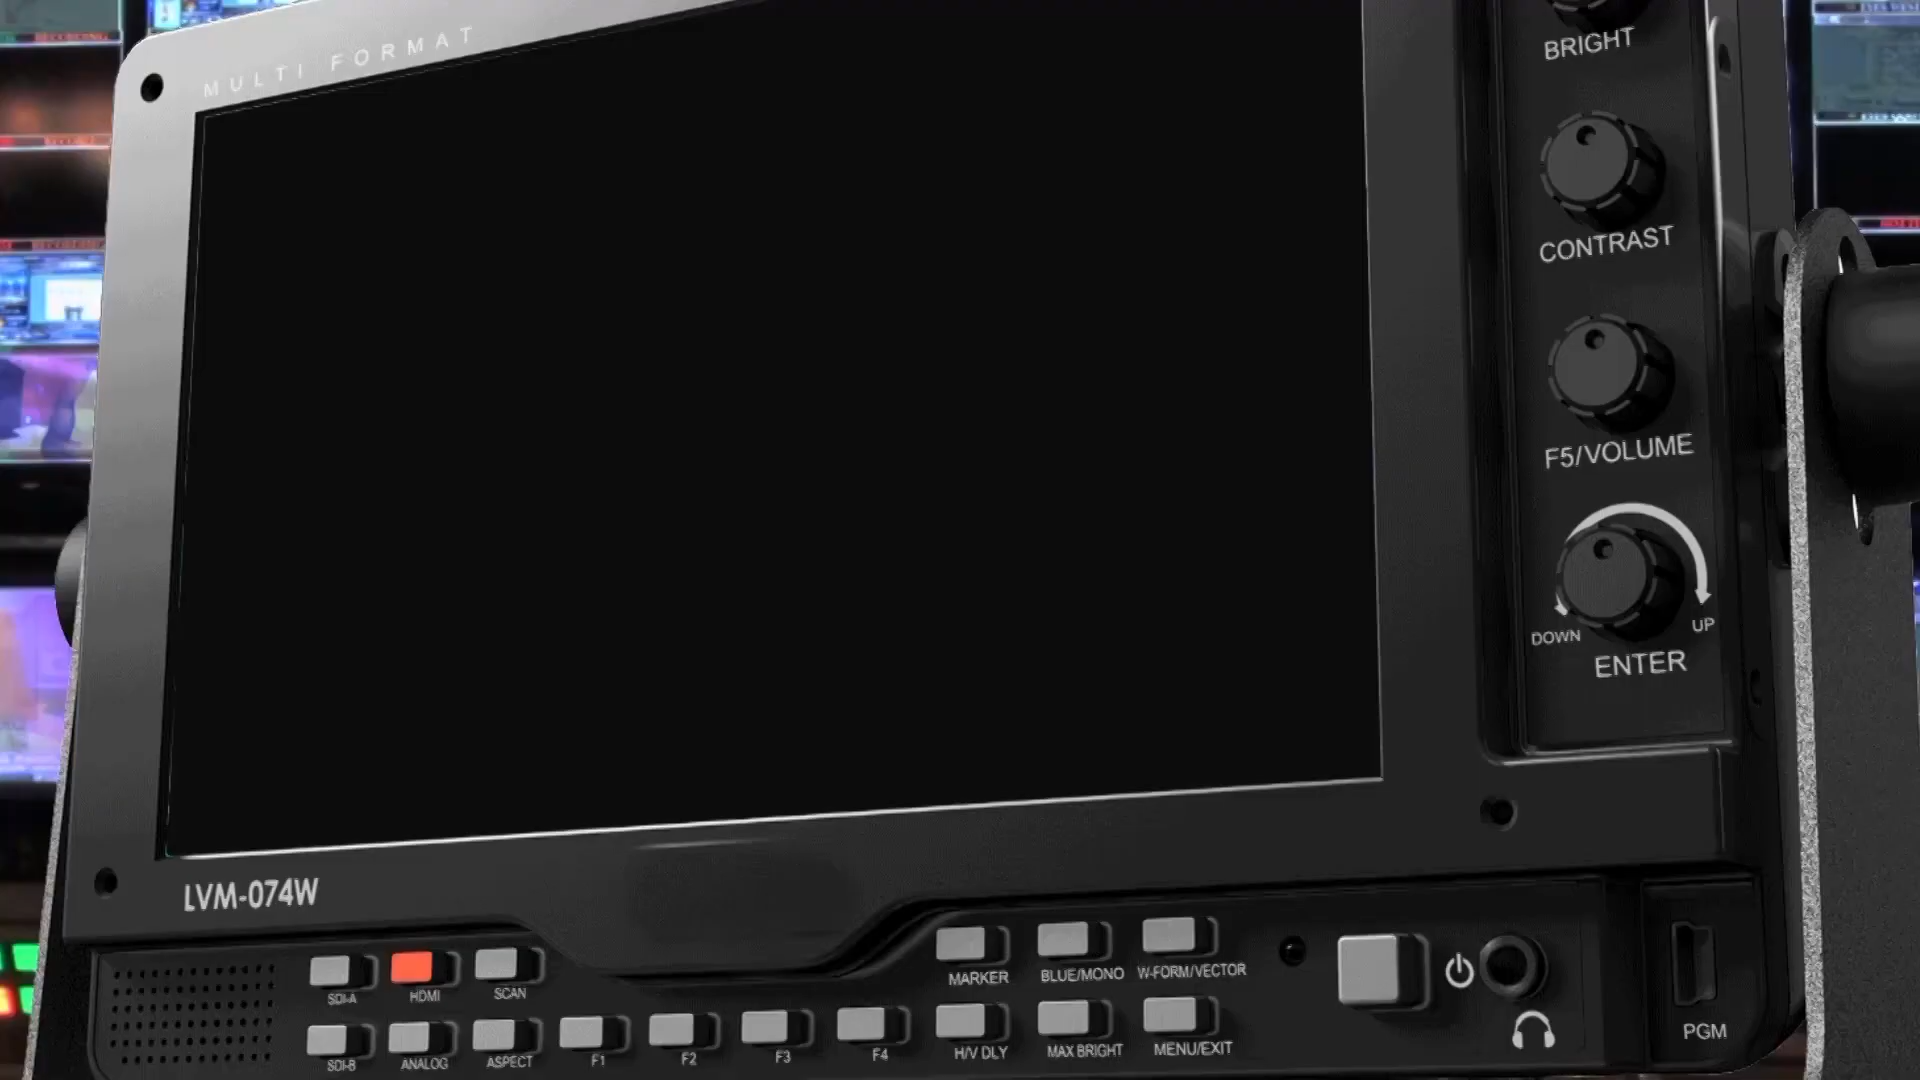 MULTI FORMAT
BRIGHT
CONTRAST
F5/VOLUME
DOWN
UP
ENTER
LVM-074W
SDI-A
HDMI
SCAN
MARKER
BLUE/MONO
W-FORM/VECTOR
SDI-B
ANALOG
ASPECT
F1
F2
F3
F4
H/V DLY
MAX BRIGHT
MENU/EXIT
PGM